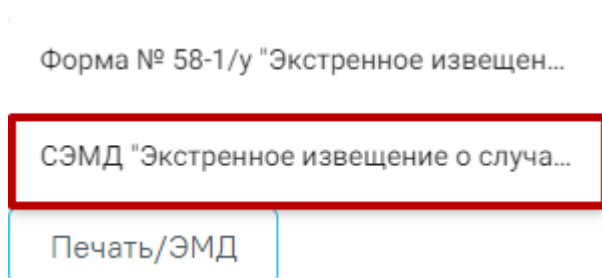 Форма № 58-1/у "Экстренное извещен...
СЭМД "Экстренное извещение о случа...
Печать/ЭМД